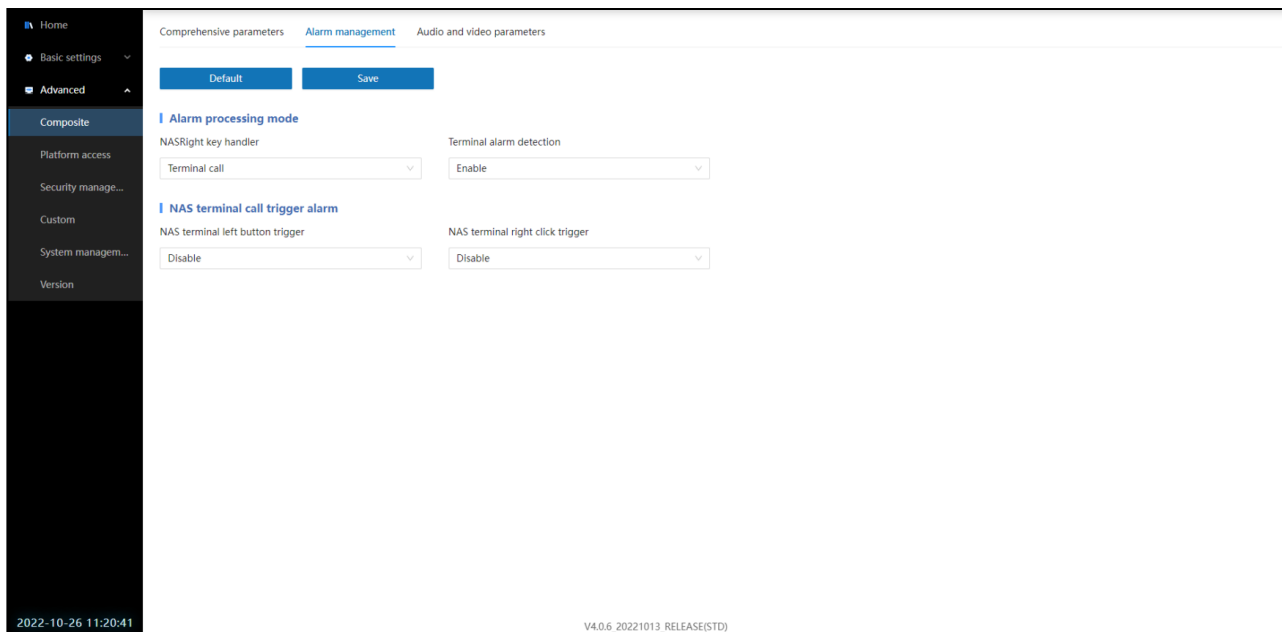 Home
Basic settings
Advanced
Composite
Platform access
Security manage...
Custom
System managem...
Version
2022-10-26 11:20:41
Comprehensive parameters Alarm management Audio and video parameters
Default Save
Alarm processing mode
NASRight key handler Terminal alarm detection
Terminal call Enable
NAS terminal call trigger alarm
NAS terminal left button trigger NAS terminal right click trigger
Disable Disable
V4.0.6_20221013_RELEASE(STD)